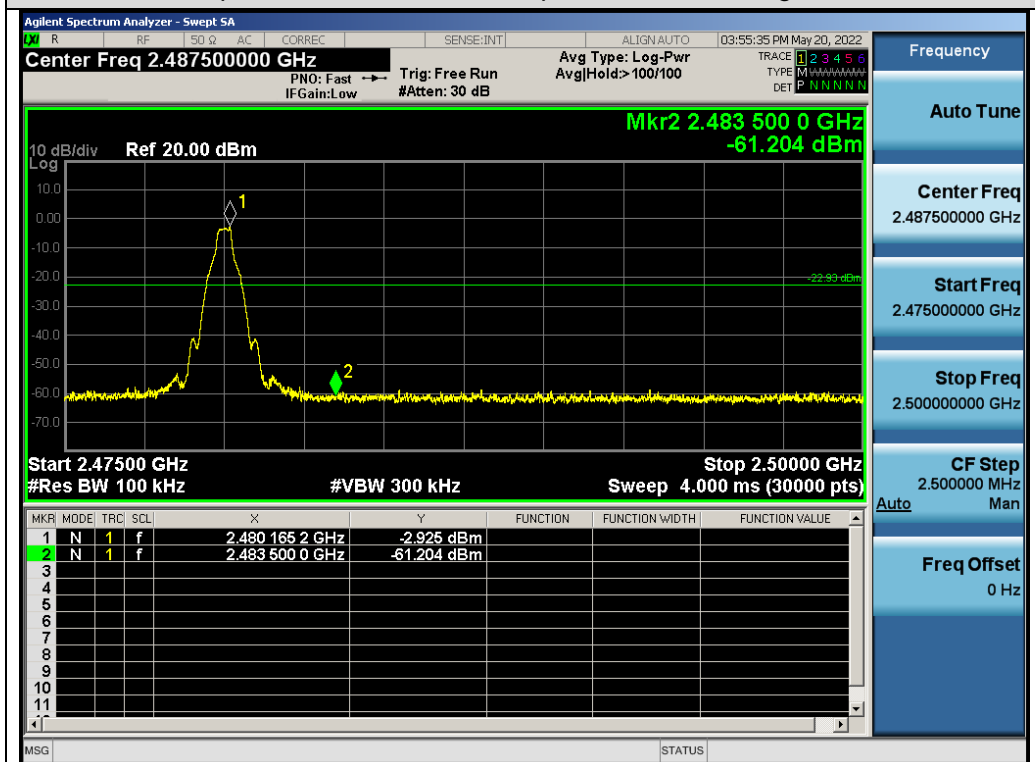 Agilent Spectrum Analyzer - Swept SA
LXI R RF 50 Ω AC CORREC SENSE:INT ALIGNAUTO 03:55:35 PM May 20, 2022
Center Freq 2.487500000 GHz
PNO: Fast
IFGain:Low
Trig: Free Run
#Atten: 30 dB
Avg Type: Log-Pwr
Avg|Hold:>100/100
TRACE 1 2 3 4 5 6
TYPE M WWWWW
DET P N N N N N
Mkr2 2.483 500 0 GHz
-61.204 dBm
10 dB/div Ref 20.00 dBm
Log
10.0
0.00
-10.0
-20.0
-30.0
-40.0
-50.0
-60.0
-70.0
1
-22.93 dBm
2
Start 2.47500 GHz Stop 2.50000 GHz
#Res BW 100 kHz #VBW 300 kHz Sweep 4.000 ms (30000 pts)
MKR MODE TRC SCL X Y FUNCTION FUNCTION WIDTH FUNCTION VALUE
1 N 1 f 2.480 165 2 GHz -2.925 dBm
2 N 1 f 2.483 500 0 GHz -61.204 dBm
3
4
5
6
7
8
9
10
11
MSG STATUS
Frequency
Auto Tune
Center Freq
2.487500000 GHz
Start Freq
2.475000000 GHz
Stop Freq
2.500000000 GHz
CF Step
2.500000 MHz
Auto Man
Freq Offset
0 Hz